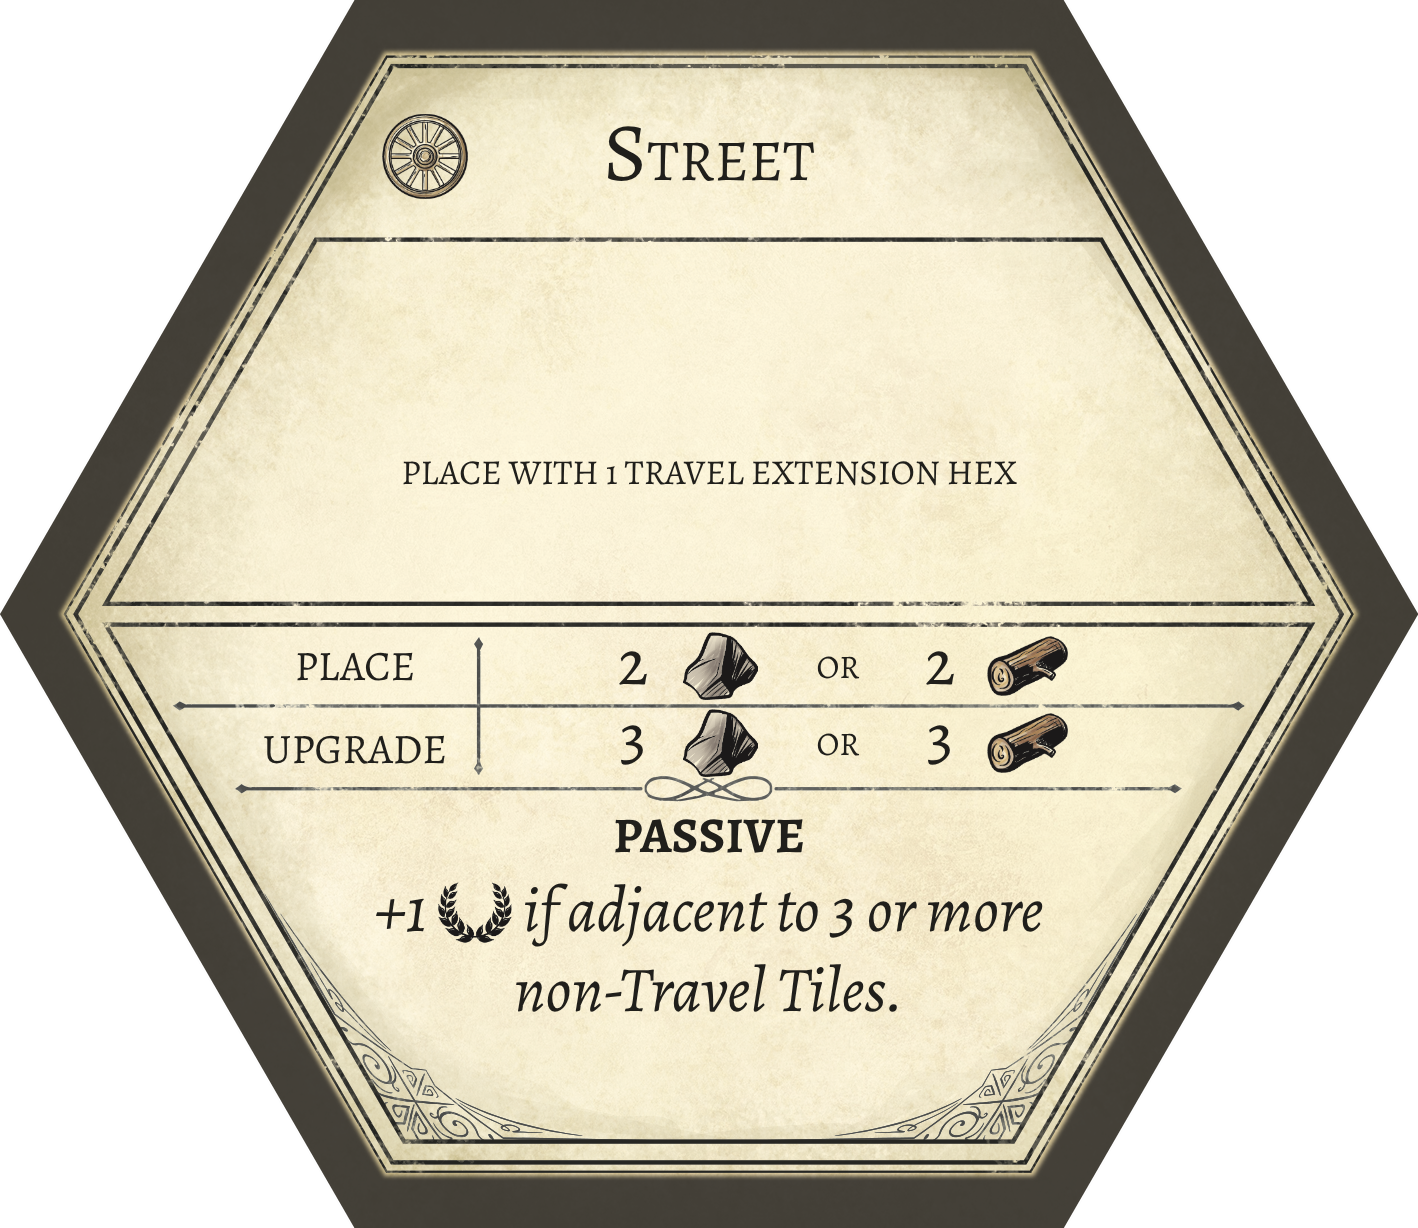 STREET
PLACE WITH 1 TRAVEL EXTENSION HEX
PLACE 2 OR 2
UPGRADE 3 OR 3
PASSIVE
+1 if adjacent to 3 or more
non-Travel Tiles.